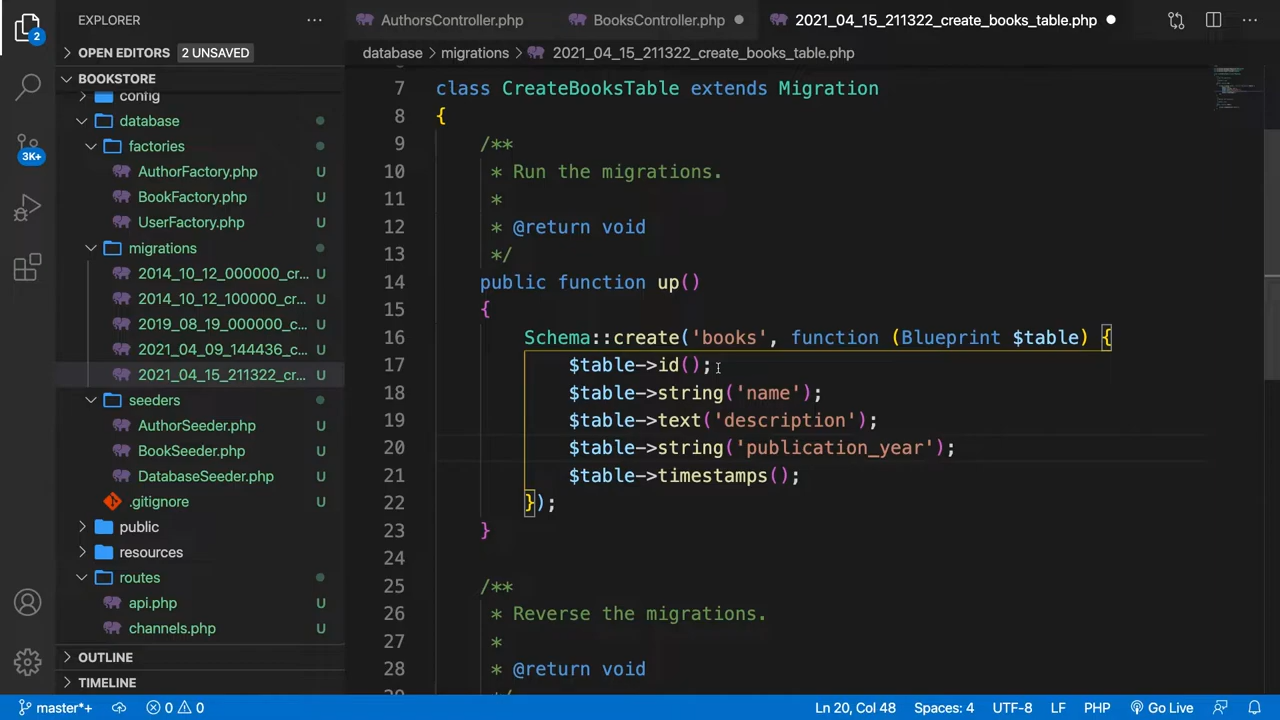 EXPLORER
AuthorsController.php
BooksController.php
2021_04_15_211322_create_books_table.php
OPEN EDITORS 2 UNSAVED
database
migrations
2021_04_15_211322_create_books_table.php
BOOKSTORE
config
database
factories
AuthorFactory.php U
BookFactory.php U
UserFactory.php U
migrations
2014_10_12_000000_cr... U
2014_10_12_100000_cr... U
2019_08_19_000000_c... U
2021_04_09_144436_c... U
2021_04_15_211322_cr... U
seeders
AuthorSeeder.php U
BookSeeder.php U
DatabaseSeeder.php U
.gitignore U
public
resources
routes
api.php U
channels.php U
OUTLINE
TIMELINE
2
3K+
6
7 class CreateBooksTable extends Migration
8 {
9 /**
10 * Run the migrations.
11 *
12 * @return void
13 */
14 public function up()
15 {
16 Schema::create('books', function (Blueprint $table) {
17 $table->id();
18 $table->string('name');
19 $table->text('description');
20 $table->string('publication_year');
21 $table->timestamps();
22 });
23 }
24
25 /**
26 * Reverse the migrations.
27 *
28 * @return void
29 */
master*+
0 0
Ln 20, Col 48
Spaces: 4
UTF-8
LF
PHP
Go Live